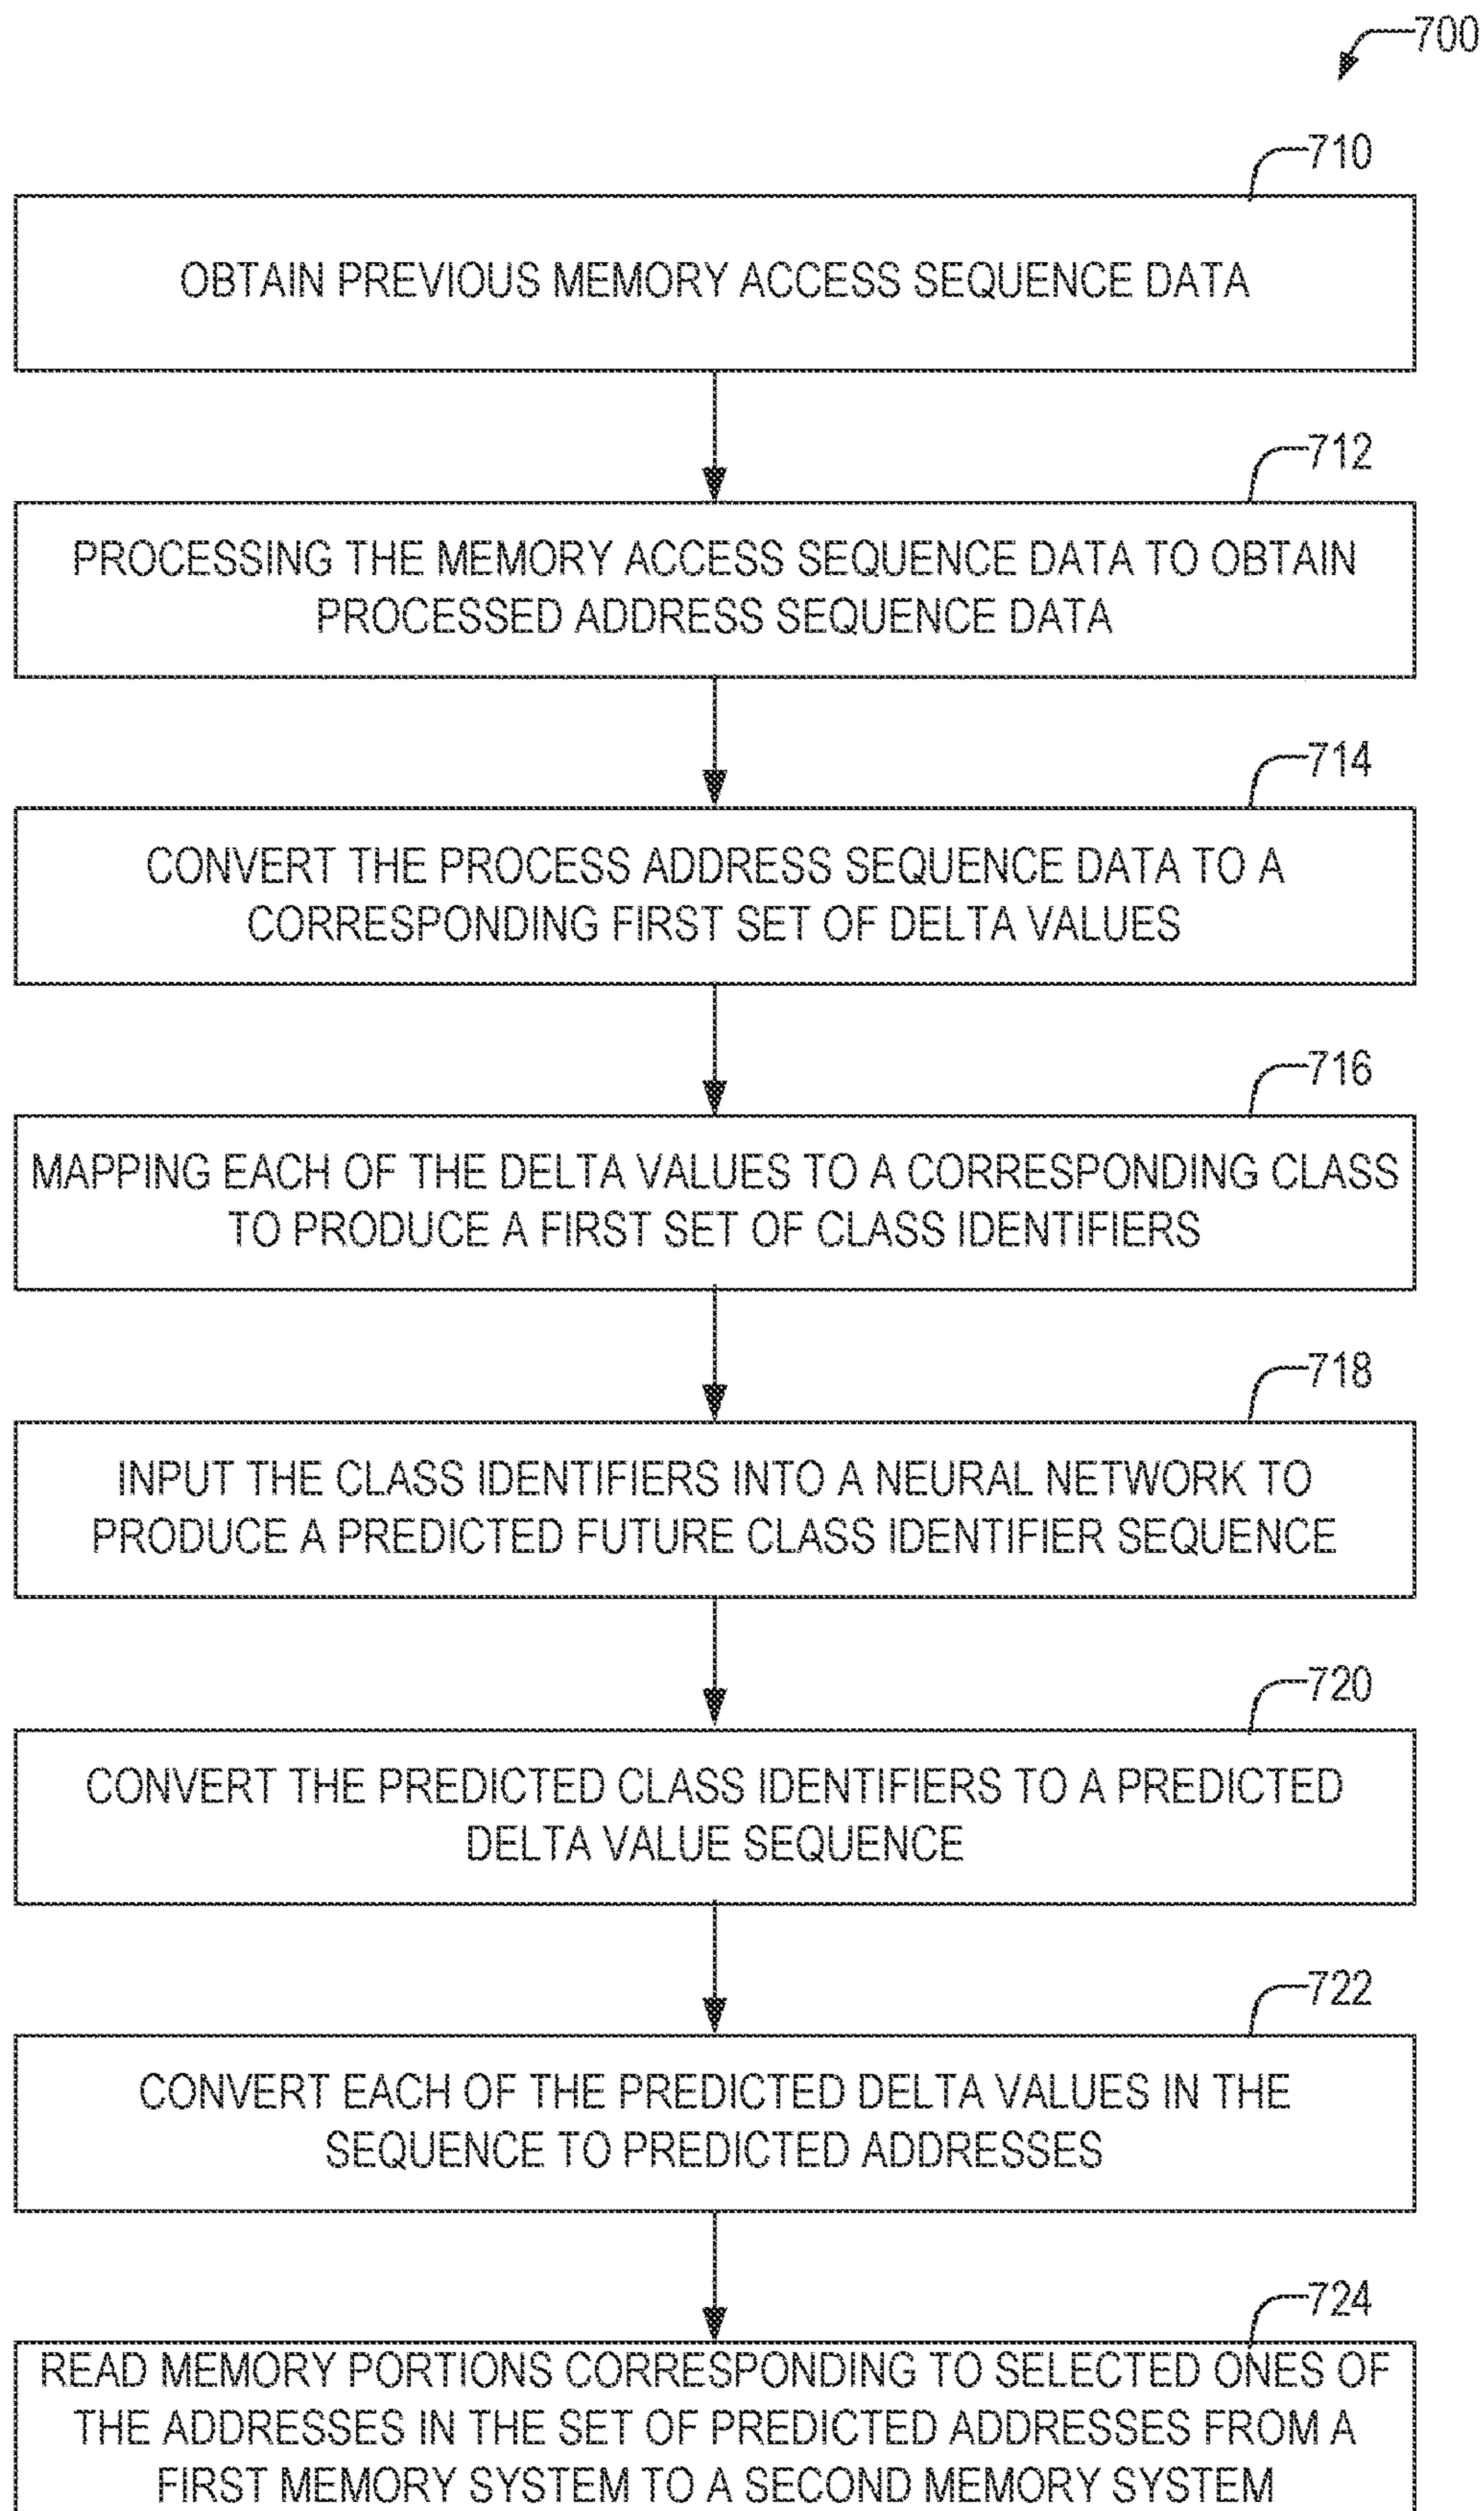 700
710
OBTAIN PREVIOUS MEMORY ACCESS SEQUENCE DATA
712
PROCESSING THE MEMORY ACCESS SEQUENCE DATA TO OBTAIN
PROCESSED ADDRESS SEQUENCE DATA
714
CONVERT THE PROCESS ADDRESS SEQUENCE DATA TO A
CORRESPONDING FIRST SET OF DELTA VALUES
716
MAPPING EACH OF THE DELTA VALUES TO A CORRESPONDING CLASS
TO PRODUCE A FIRST SET OF CLASS IDENTIFIERS
718
INPUT THE CLASS IDENTIFIERS INTO A NEURAL NETWORK TO
PRODUCE A PREDICTED FUTURE CLASS IDENTIFIER SEQUENCE
720
CONVERT THE PREDICTED CLASS IDENTIFIERS TO A PREDICTED
DELTA VALUE SEQUENCE
722
CONVERT EACH OF THE PREDICTED DELTA VALUES IN THE
SEQUENCE TO PREDICTED ADDRESSES
724
READ MEMORY PORTIONS CORRESPONDING TO SELECTED ONES OF
THE ADDRESSES IN THE SET OF PREDICTED ADDRESSES FROM A
FIRST MEMORY SYSTEM TO A SECOND MEMORY SYSTEM